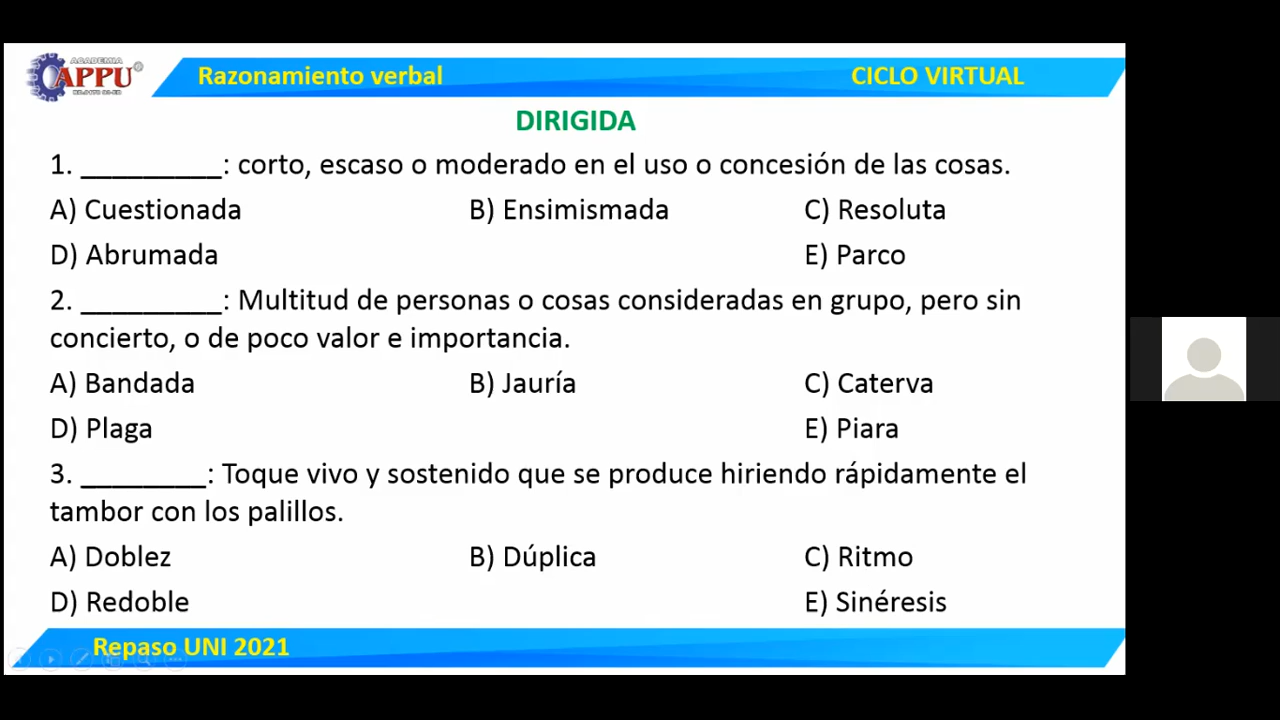 ACADEMIA
APPU
Razonamiento verbal CICLO VIRTUAL
DIRIGIDA
1. _________: corto, escaso o moderado en el uso o concesión de las cosas.
A) Cuestionada B) Ensimismada C) Resoluta
D) Abrumada E) Parco
2. _________: Multitud de personas o cosas consideradas en grupo, pero sin
concierto, o de poco valor e importancia.
A) Bandada B) Jauría C) Caterva
D) Plaga E) Piara
3. ________: Toque vivo y sostenido que se produce hiriendo rápidamente el
tambor con los palillos.
A) Doblez B) Dúplica C) Ritmo
D) Redoble E) Sinéresis
Repaso UNI 2021